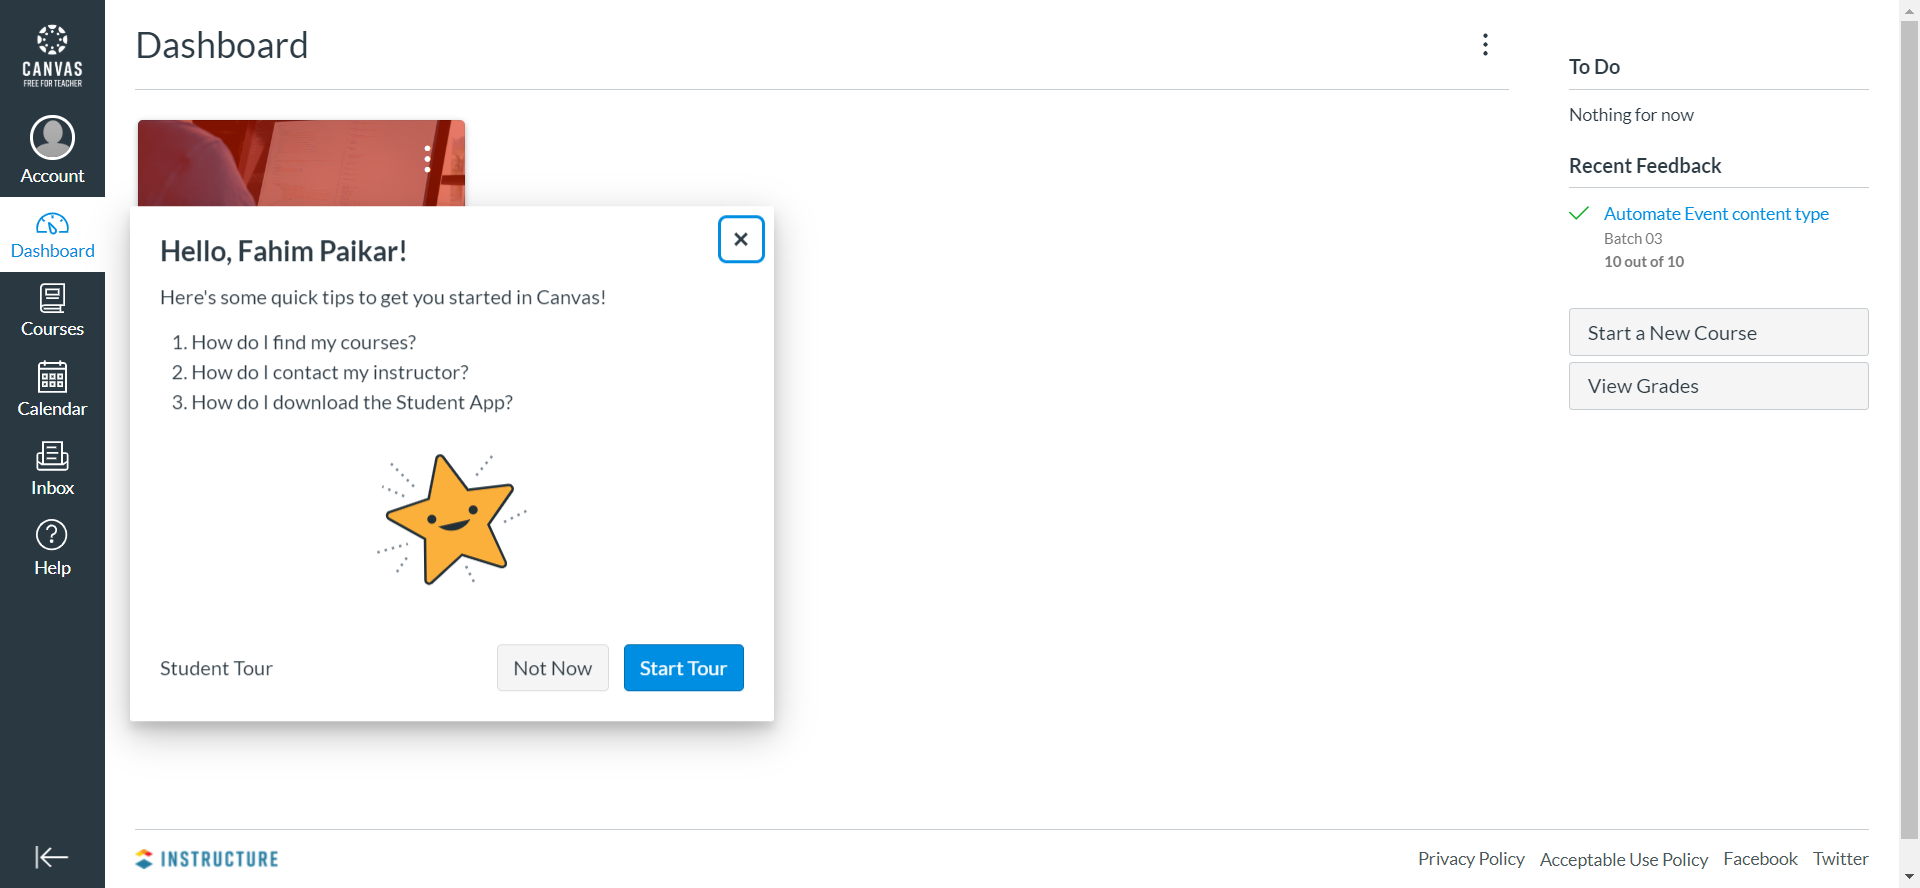 CANVAS
FREE FOR TEACHER
Account
Dashboard
Courses
Calendar
Inbox
Help
Dashboard
Hello, Fahim Paikar!
Here's some quick tips to get you started in Canvas!
1. How do I find my courses?
2. How do I contact my instructor?
3. How do I download the Student App?
Student Tour
Not Now
Start Tour
To Do
Nothing for now
Recent Feedback
Automate Event content type
Batch 03
10 out of 10
Start a New Course
View Grades
INSTRUCTURE
Privacy Policy
Acceptable Use Policy
Facebook
Twitter